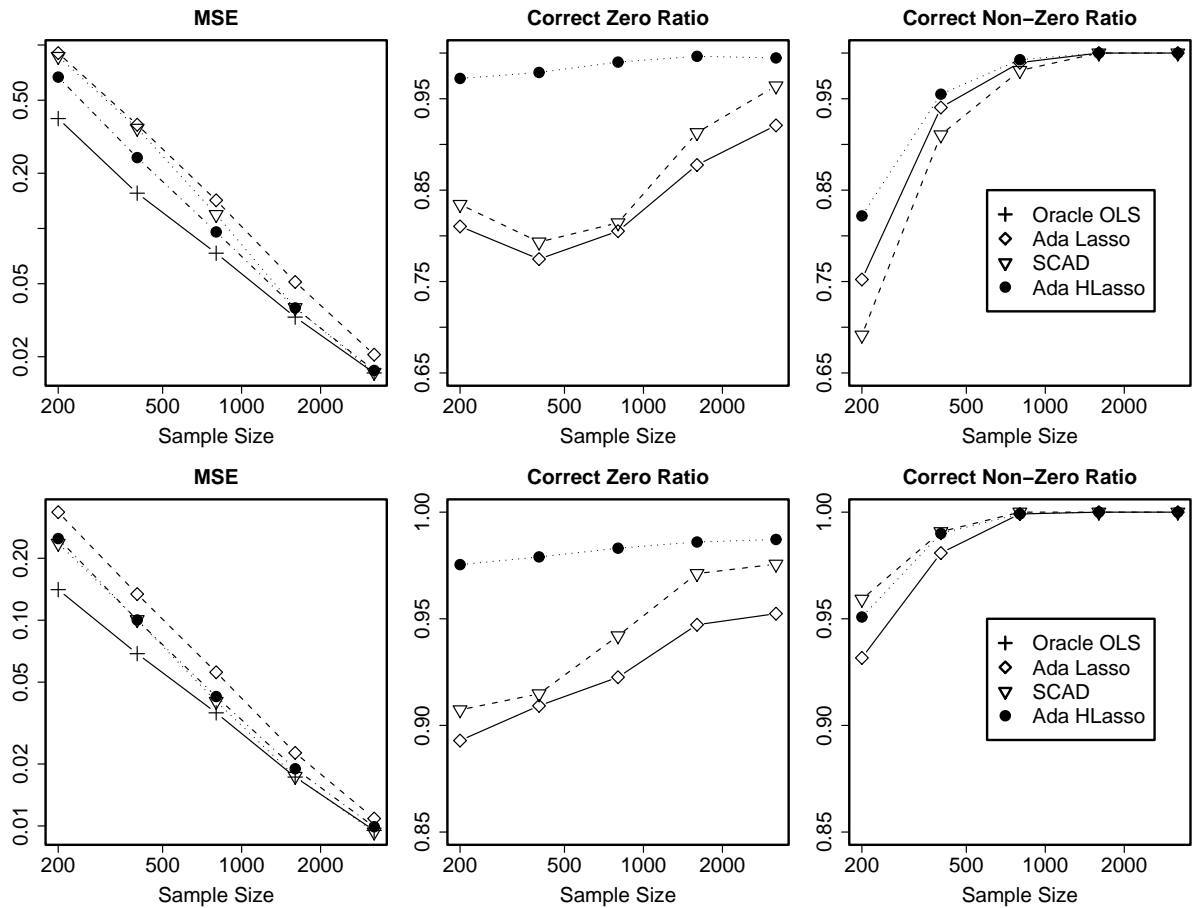 MSE
Correct Zero Ratio
Correct Non−Zero Ratio
0.50
0.20
0.05
0.02
200 500 1000 2000
Sample Size
0.95
0.85
0.75
0.65
200 500 1000 2000
Sample Size
0.95
0.85
0.75
0.65
200 500 1000 2000
Sample Size
Oracle OLS
Ada Lasso
SCAD
Ada HLasso
MSE
Correct Zero Ratio
Correct Non−Zero Ratio
0.20
0.10
0.05
0.02
0.01
200 500 1000 2000
Sample Size
1.00
0.95
0.90
0.85
200 500 1000 2000
Sample Size
1.00
0.95
0.90
0.85
200 500 1000 2000
Sample Size
Oracle OLS
Ada Lasso
SCAD
Ada HLasso